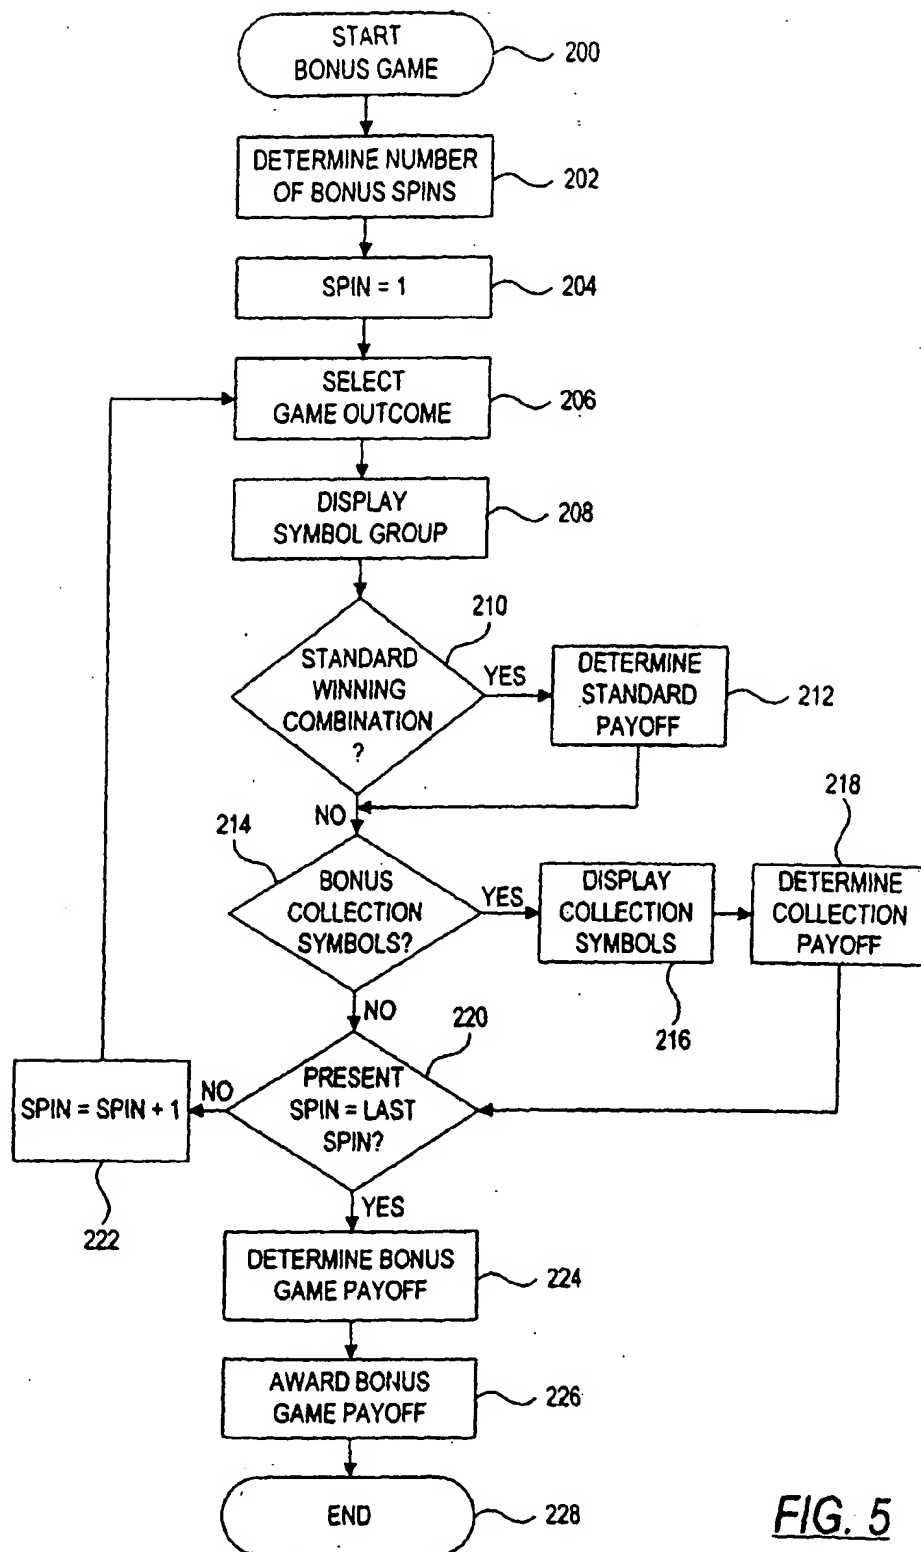 START
BONUS GAME
200
DETERMINE NUMBER
OF BONUS SPINS
202
SPIN = 1
204
SELECT
GAME OUTCOME
206
DISPLAY
SYMBOL GROUP
208
210
STANDARD
WINNING
COMBINATION
?
YES
DETERMINE
STANDARD
PAYOFF
212
NO
214
BONUS
COLLECTION
SYMBOLS?
YES
DISPLAY
COLLECTION
SYMBOLS
216
218
DETERMINE
COLLECTION
PAYOFF
NO
220
PRESENT
SPIN = LAST
SPIN?
NO
SPIN = SPIN + 1
222
YES
DETERMINE BONUS
GAME PAYOFF
224
AWARD BONUS
GAME PAYOFF
226
END
228
FIG. 5